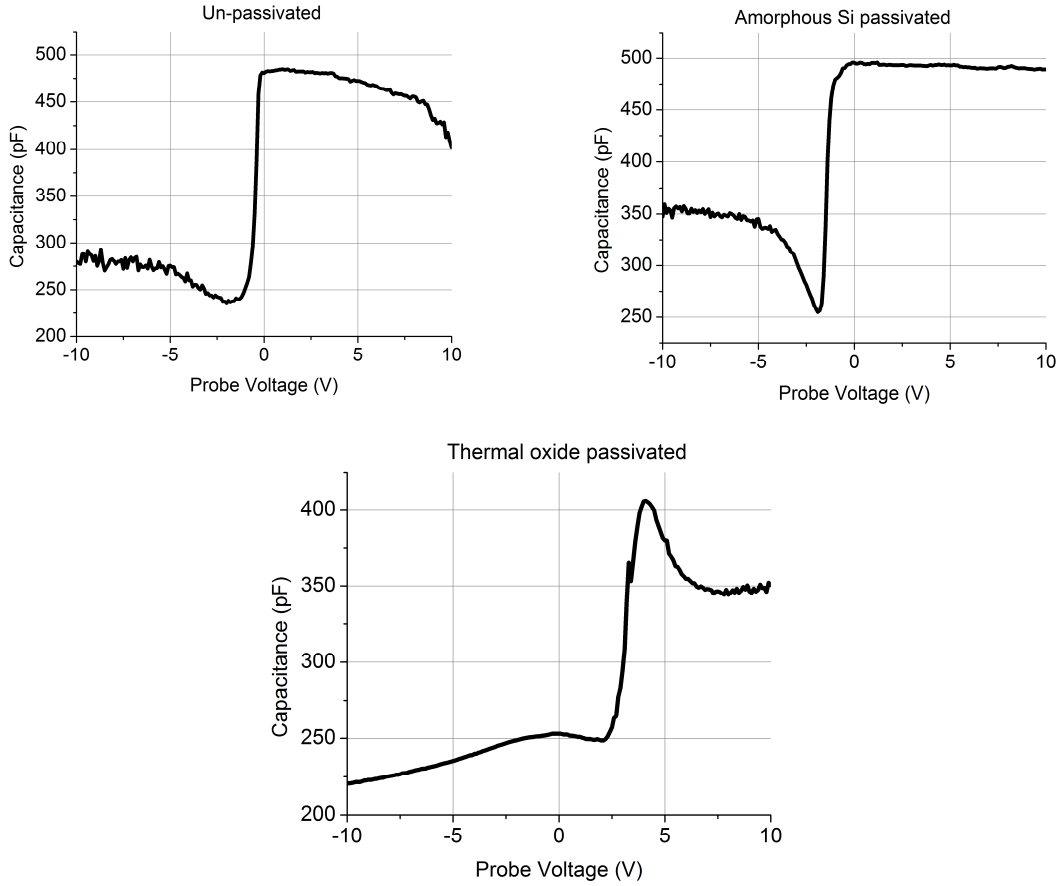 Un-passivated
500
450
400
350
300
250
200
-10 -5 0 5 10
Capacitance (pF)
Probe Voltage (V)
Amorphous Si passivated
500
450
400
350
300
250
-10 -5 0 5 10
Capacitance (pF)
Probe Voltage (V)
Thermal oxide passivated
400
350
300
250
200
-10 -5 0 5 10
Capacitance (pF)
Probe Voltage (V)